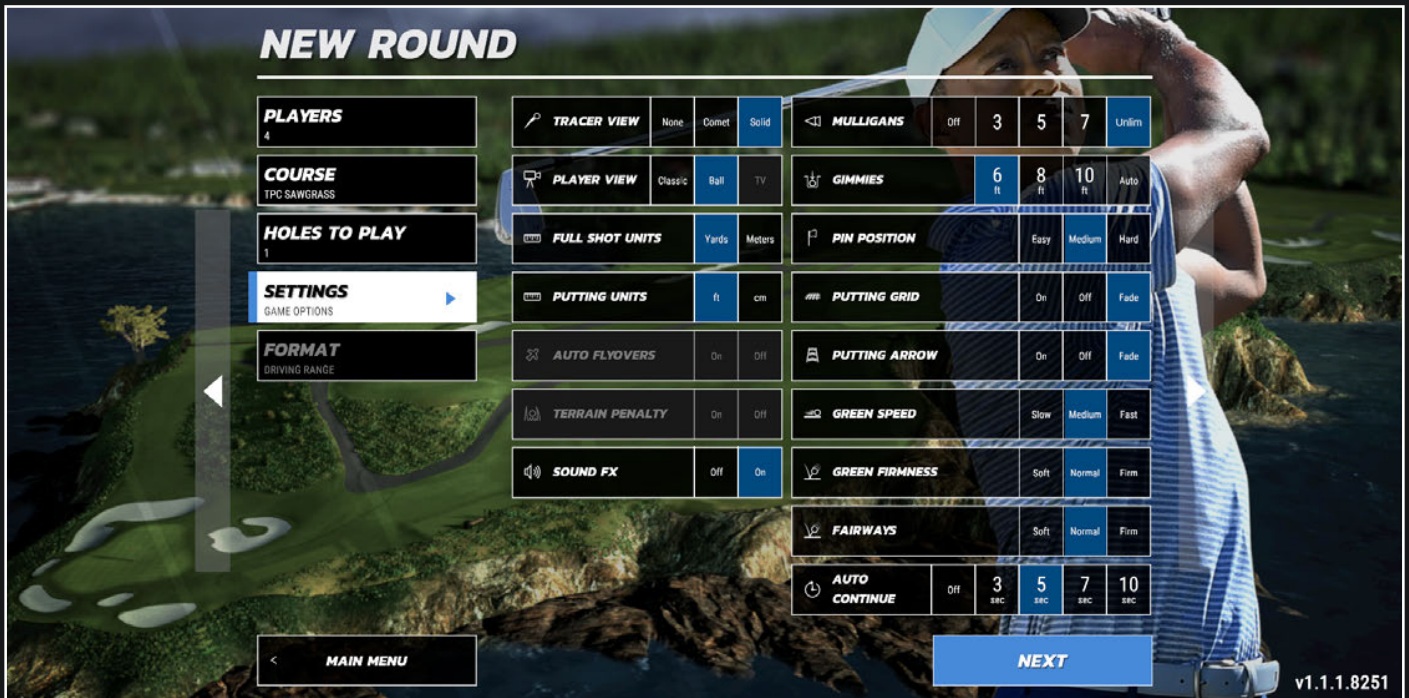 NEW ROUND
PLAYERS
4
COURSE
TPC SAWGRASS
HOLES TO PLAY
1
SETTINGS
GAME OPTIONS
FORMAT
DRIVING RANGE
TRACER VIEW None Comet Solid
PLAYER VIEW Classic Ball TV
FULL SHOT UNITS Yards Meters
PUTTING UNITS ft cm
AUTO FLYOVERS On Off
TERRAIN PENALTY On Off
SOUND FX Off On
MULLIGANS Off 3 5 7 Unlim
GIMMIES 6 ft 8 ft 10 ft Auto
PIN POSITION Easy Medium Hard
PUTTING GRID On Off Fade
PUTTING ARROW On Off Fade
GREEN SPEED Slow Medium Fast
GREEN FIRMNESS Soft Normal Firm
FAIRWAYS Soft Normal Firm
AUTO CONTINUE Off 3 sec 5 sec 7 sec 10 sec
< MAIN MENU
NEXT
v1.1.1.8251